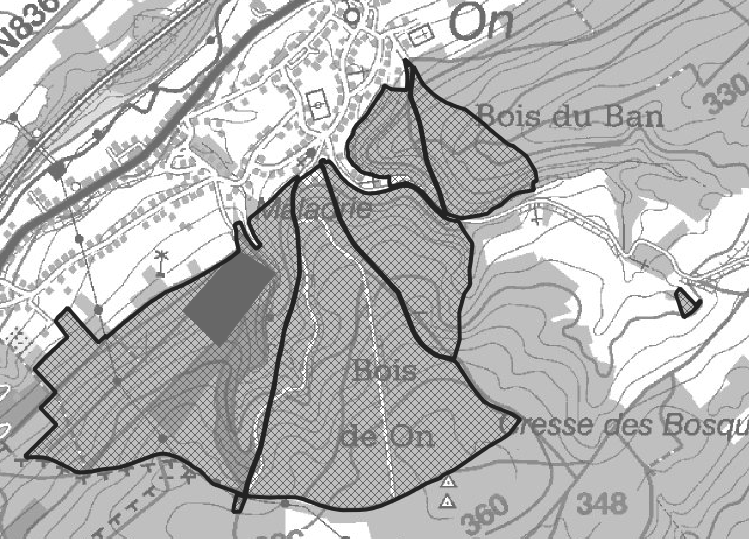 On
N836
Bois du Ban
330
Maladrie
Bois
de On
Gresse des Bosqu
360
348